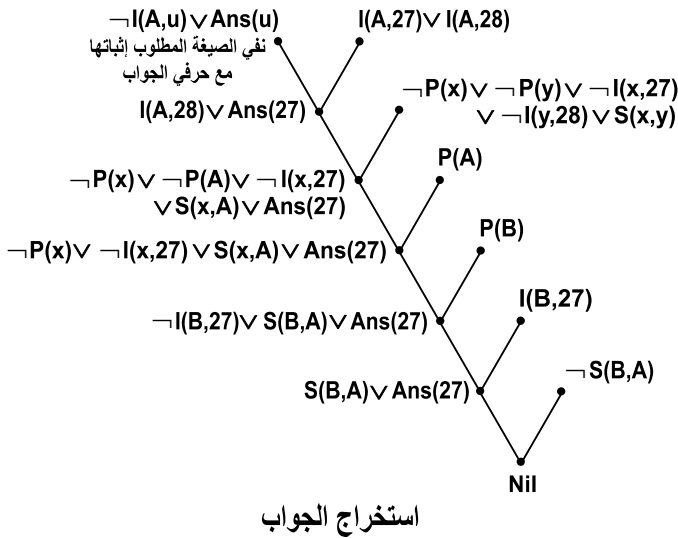 ¬I(A,u)∨Ans(u)
نفي الصيغة المطلوب إثباتها
مع حرفي الجواب
I(A,27)∨ I(A,28)
I(A,28)∨Ans(27)
¬P(x)∨ ¬P(y)∨ ¬I(x,27)
∨ ¬I(y,28)∨S(x,y)
¬P(x)∨ ¬P(A)∨ ¬I(x,27)
∨S(x,A)∨Ans(27)
P(A)
¬P(x)∨ ¬I(x,27)∨S(x,A)∨Ans(27)
P(B)
¬I(B,27)∨ S(B,A)∨Ans(27)
I(B,27)
S(B,A)∨Ans(27)
¬S(B,A)
Nil
استخراج الجواب